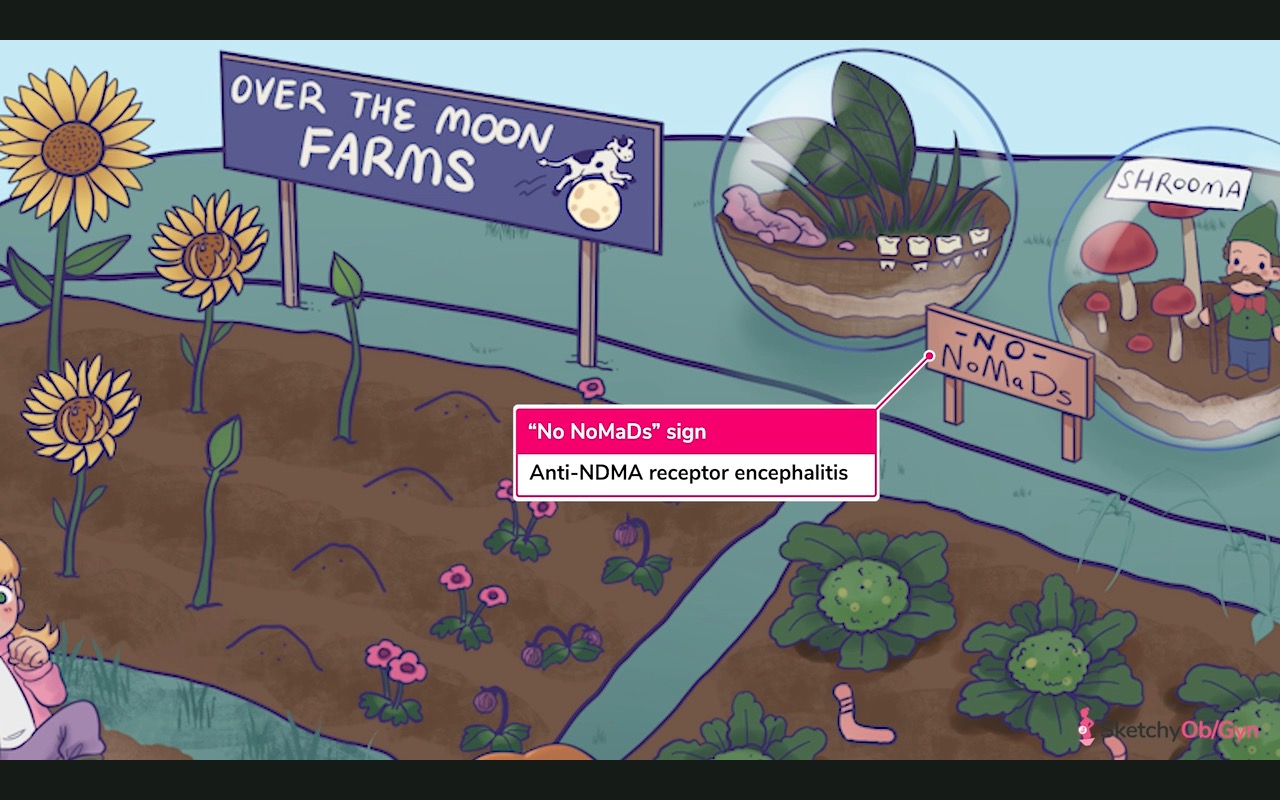 OVER THE MOON
FARMS
SHROOMA
-NO-
NoMaDs
“No NoMaDs” sign
Anti-NDMA receptor encephalitis
SketchyOb/Gyn